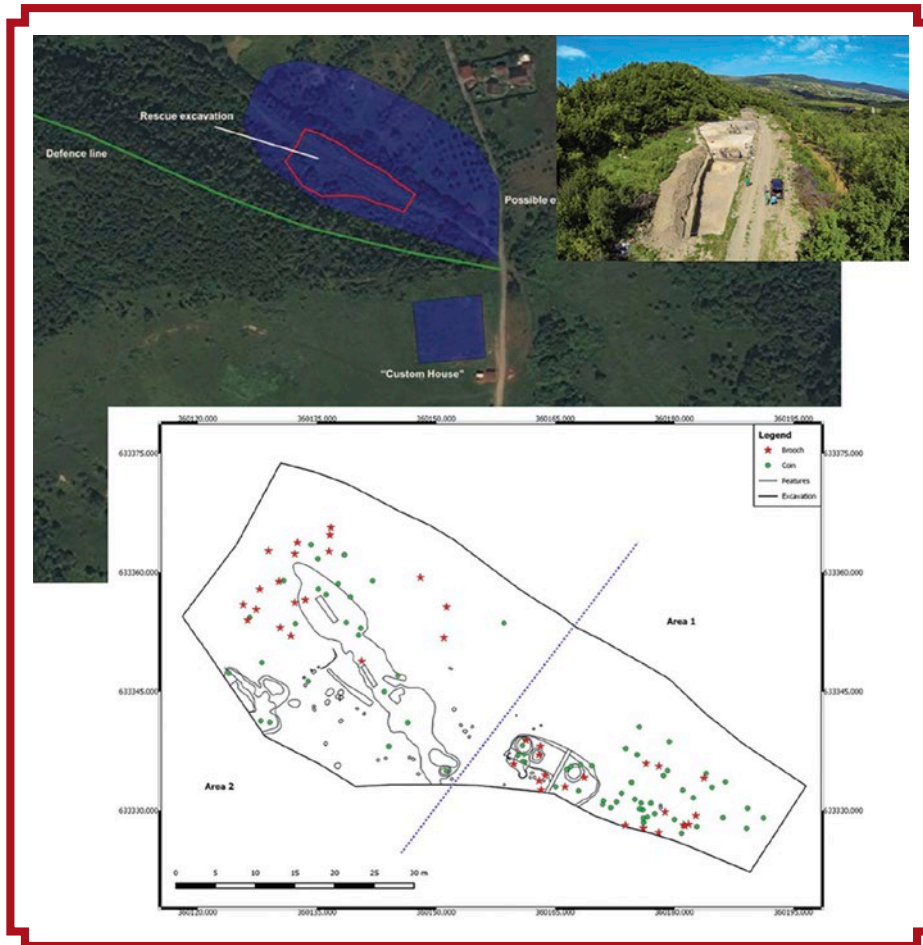 Rescue excavation
Defence line
Possible e
"Custom House"
360120.000 360135.000 360150.000 360165.000 360180.000 360195.000
633375.000 633375.000
Legend
Brooch
Coin
Features
Excavation
633360.000 633360.000
Area 1
633345.000 633345.000
Area 2
633330.000 633330.000
0 5 10 15 20 25 30 m
360120.000 360135.000 360150.000 360165.000 360180.000 360195.000